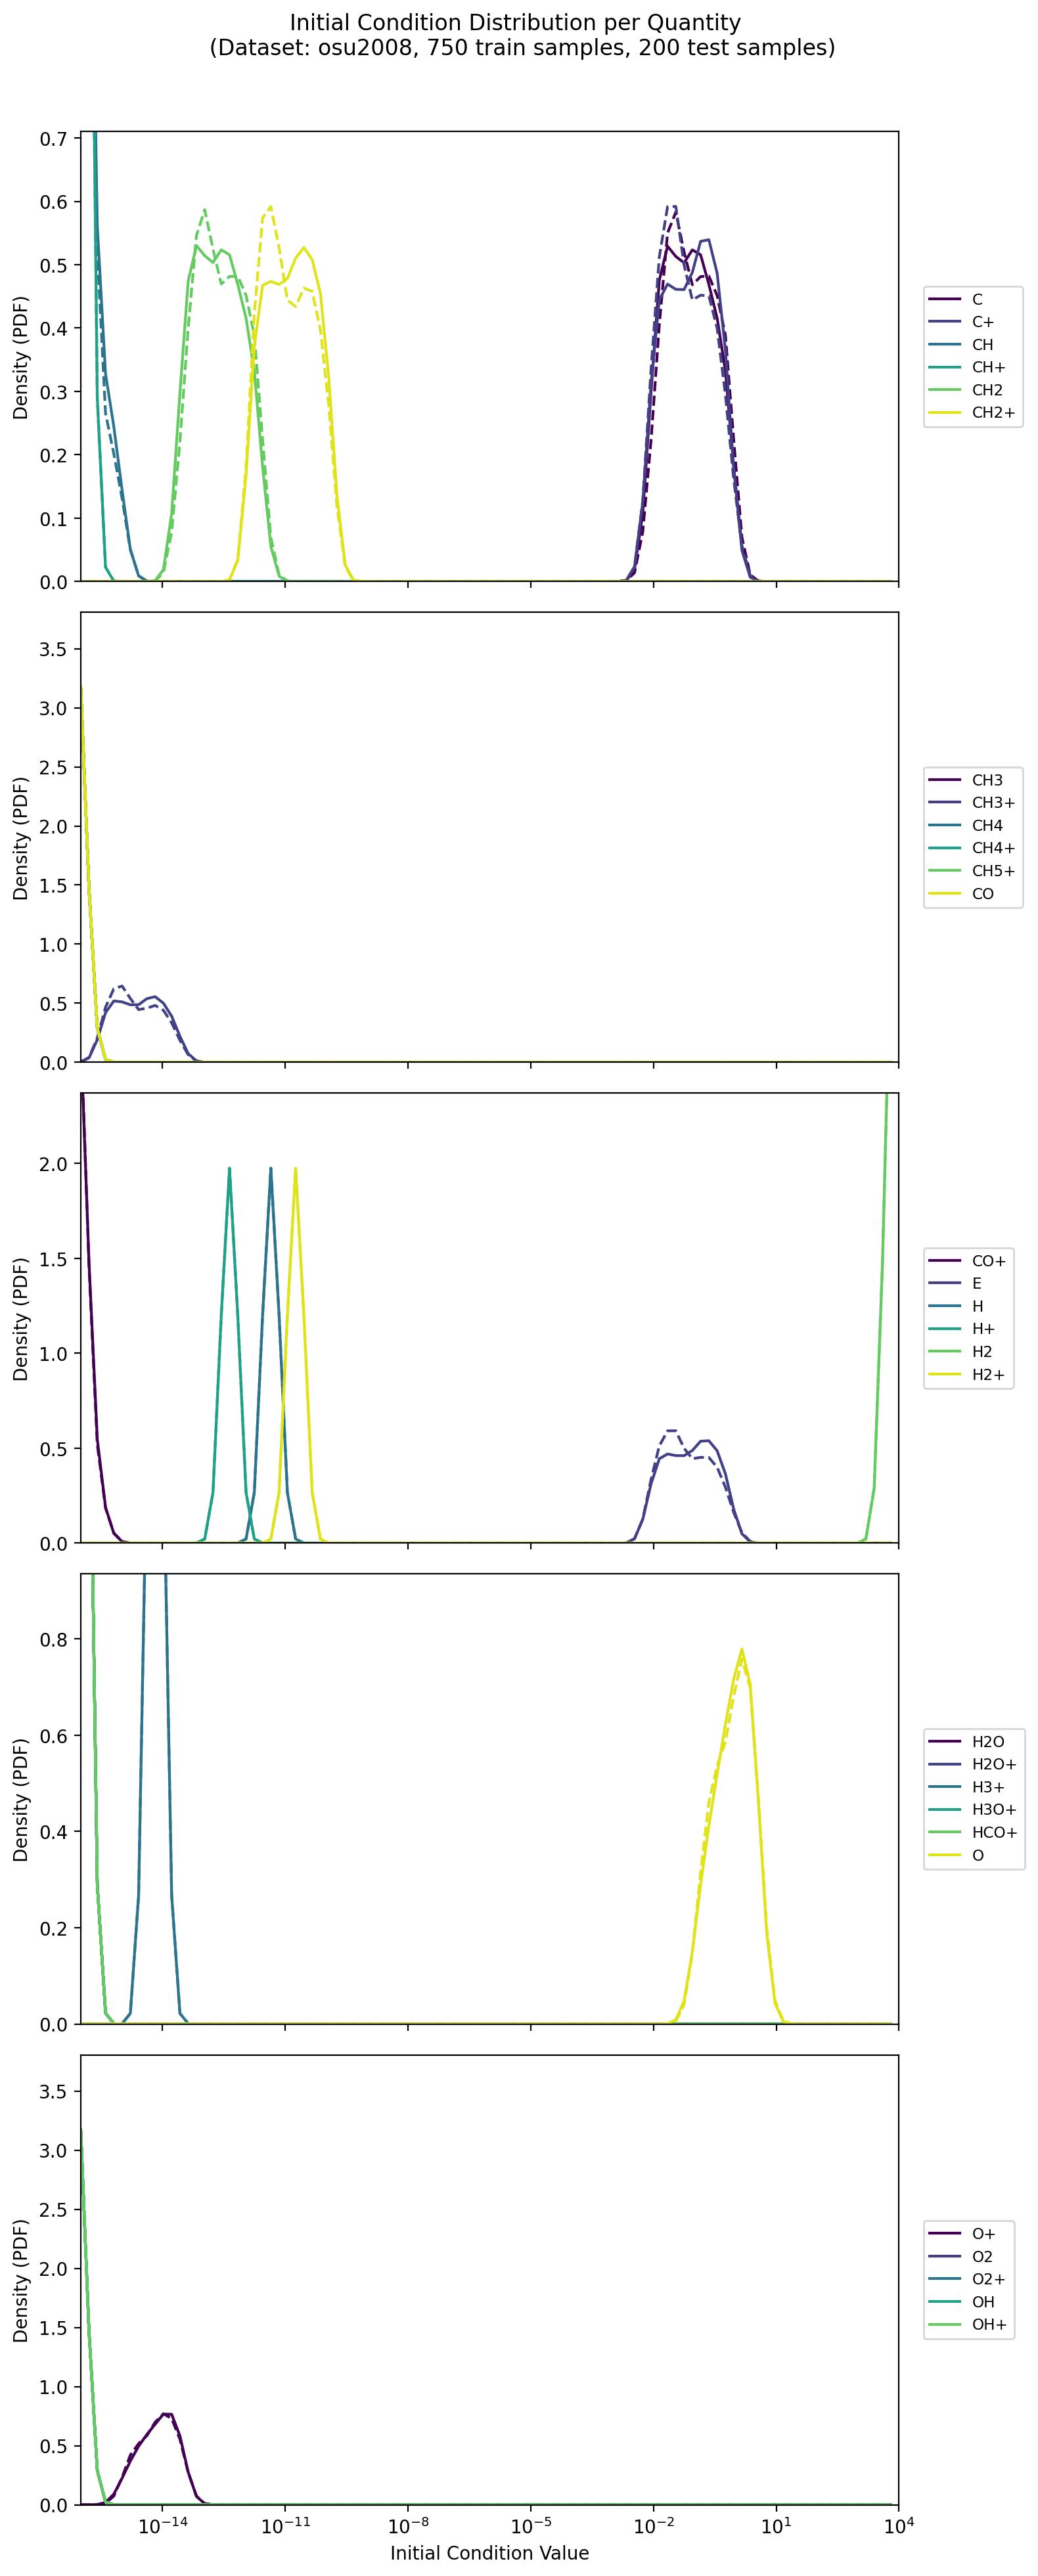 Initial Condition Distribution per Quantity
(Dataset: osu2008, 750 train samples, 200 test samples)
0.7
0.6
0.5
0.4
0.3
0.2
0.1
0.0
Density (PDF)
C
C+
CH
CH+
CH2
CH2+
3.5
3.0
2.5
2.0
1.5
1.0
0.5
0.0
Density (PDF)
CH3
CH3+
CH4
CH4+
CH5+
CO
2.0
1.5
1.0
0.5
0.0
Density (PDF)
CO+
E
H
H+
H2
H2+
0.8
0.6
0.4
0.2
0.0
Density (PDF)
H2O
H2O+
H3+
H3O+
HCO+
O
3.5
3.0
2.5
2.0
1.5
1.0
0.5
0.0
Density (PDF)
O+
O2
O2+
OH
OH+
10⁻¹⁴ 10⁻¹¹ 10⁻⁸ 10⁻⁵ 10⁻² 10¹ 10⁴
Initial Condition Value